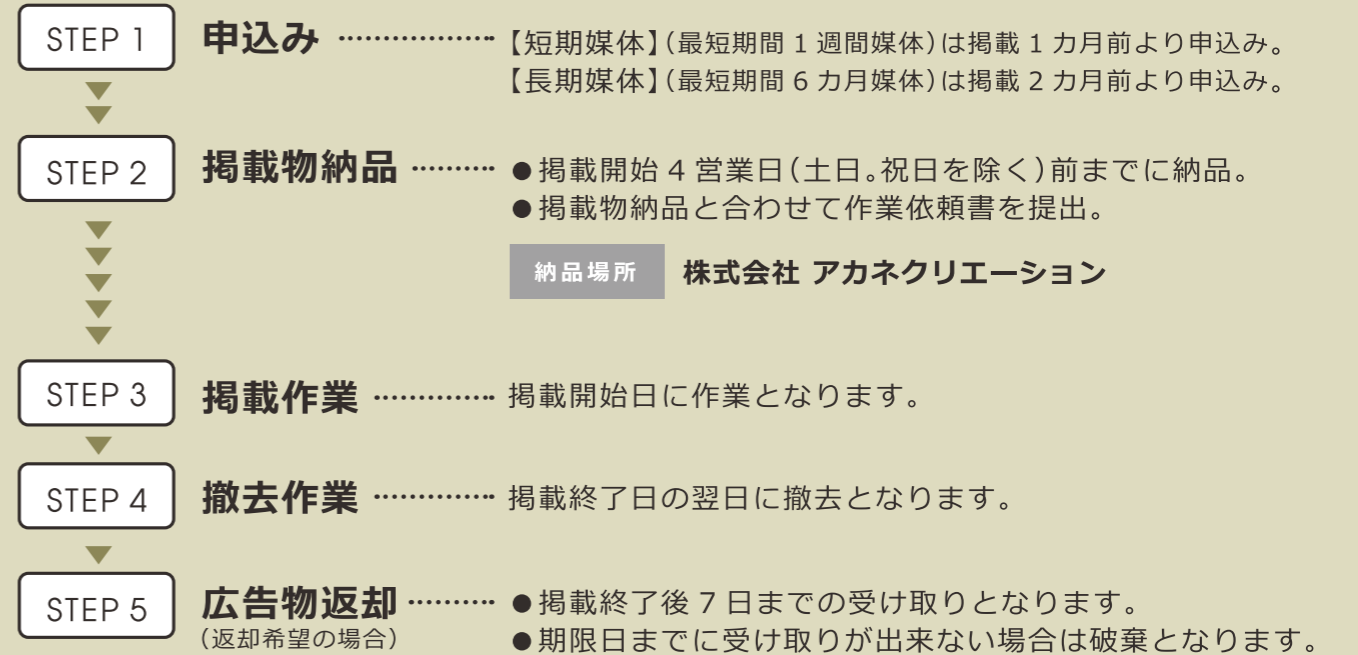 STEP 1 申込み 【短期媒体】(最短期間 1 週間媒体)は掲載 1 カ月前より申込み。
【長期媒体】(最短期間 6 カ月媒体)は掲載 2 カ月前より申込み。
STEP 2 掲載物納品 ●掲載開始 4 営業日(土日。祝日を除く)前までに納品。
●掲載物納品と合わせて作業依頼書を提出。
納品場所 株式会社 アカネクリエーション
STEP 3 掲載作業 掲載開始日に作業となります。
STEP 4 撤去作業 掲載終了日の翌日に撤去となります。
STEP 5 広告物返却 ●掲載終了後 7 日までの受け取りとなります。
(返却希望の場合) ●期限日までに受け取りが出来ない場合は破棄となります。